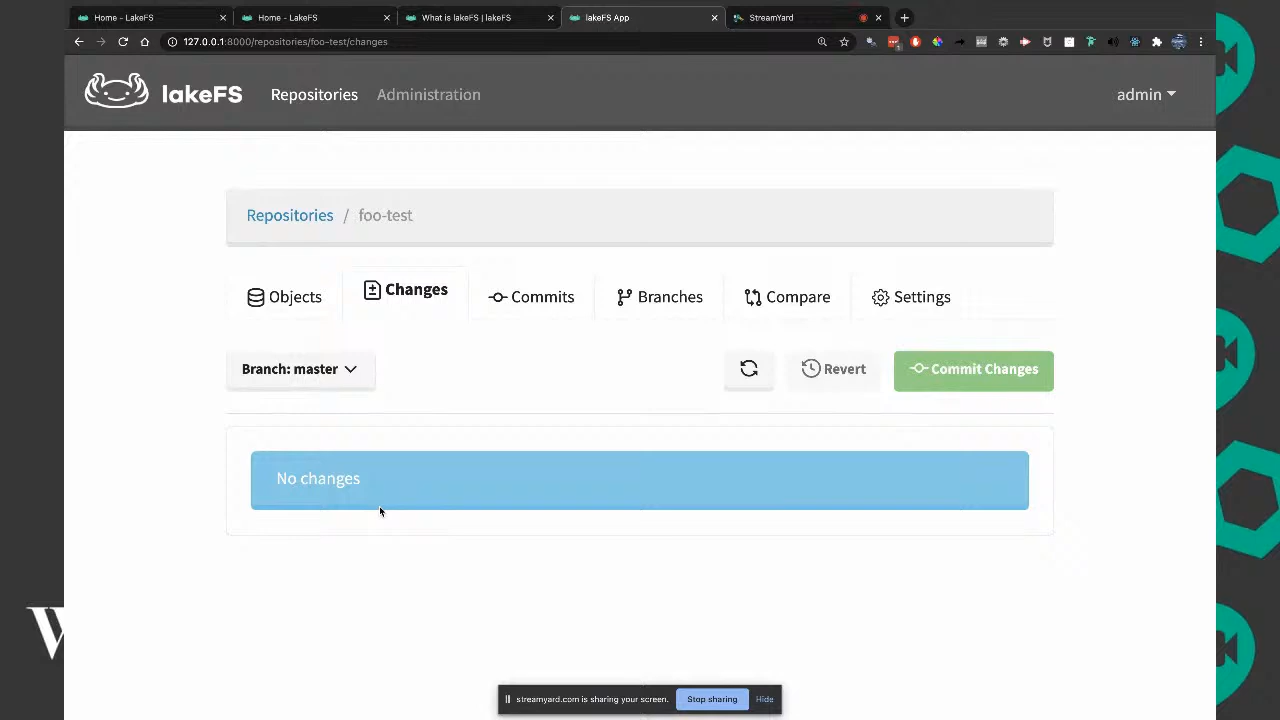 Home - LakeFS
Home - LakeFS
What is lakeFS | lakeFS
lakeFS App
StreamYard
127.0.0.1:8000/repositories/foo-test/changes
lakeFS
Repositories
Administration
admin
Repositories / foo-test
Objects
Changes
Commits
Branches
Compare
Settings
Branch: master
Revert
Commit Changes
No changes
W
streamyard.com is sharing your screen.
Stop sharing
Hide